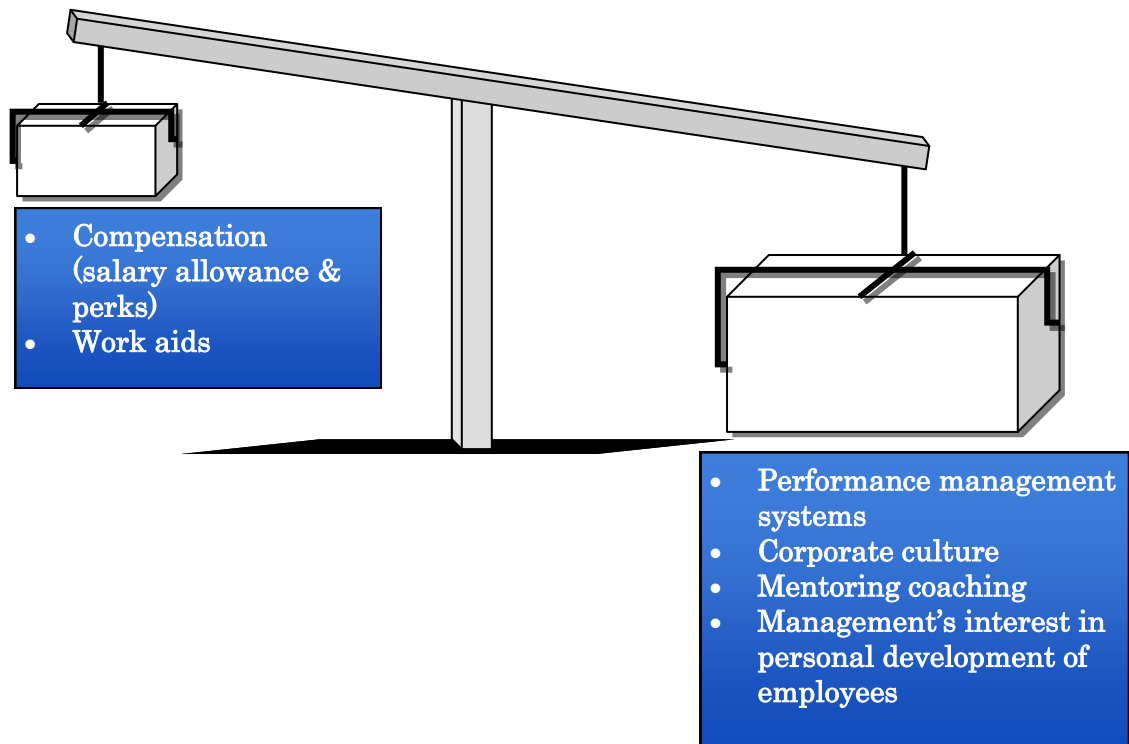 • Compensation
(salary allowance &
perks)
• Work aids
• Performance management
systems
• Corporate culture
• Mentoring coaching
• Management’s interest in
personal development of
employees